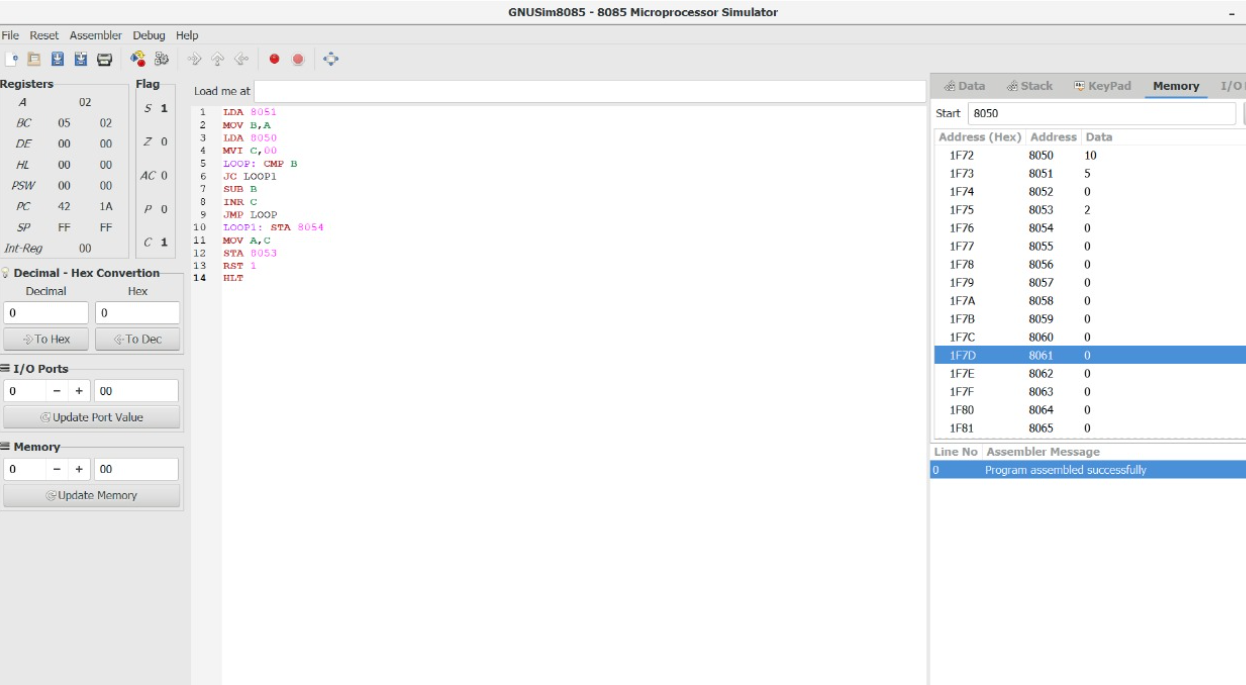 GNUSim8085 - 8085 Microprocessor Simulator
File Reset Assembler Debug Help
Registers
A 02
BC 05 02
DE 00 00
HL 00 00
PSW 00 00
PC 42 1A
SP FF FF
Int-Reg 00
Flag
S 1
Z 0
AC 0
P 0
C 1
Decimal - Hex Convertion
Decimal Hex
0 0
To Hex To Dec
I/O Ports
0 - + 00
Update Port Value
Memory
0 - + 00
Update Memory
Load me at
1 LDA 8051
2 MOV B,A
3 LDA 8050
4 MVI C,00
5 LOOP: CMP B
6 JC LOOP1
7 SUB B
8 INR C
9 JMP LOOP
10 LOOP1: STA 8054
11 MOV A,C
12 STA 8053
13 RST 1
14 HLT
Data Stack KeyPad Memory I/O
Start 8050
Address (Hex) Address Data
1F72 8050 10
1F73 8051 5
1F74 8052 0
1F75 8053 2
1F76 8054 0
1F77 8055 0
1F78 8056 0
1F79 8057 0
1F7A 8058 0
1F7B 8059 0
1F7C 8060 0
1F7D 8061 0
1F7E 8062 0
1F7F 8063 0
1F80 8064 0
1F81 8065 0
Line No Assembler Message
0 Program assembled successfully